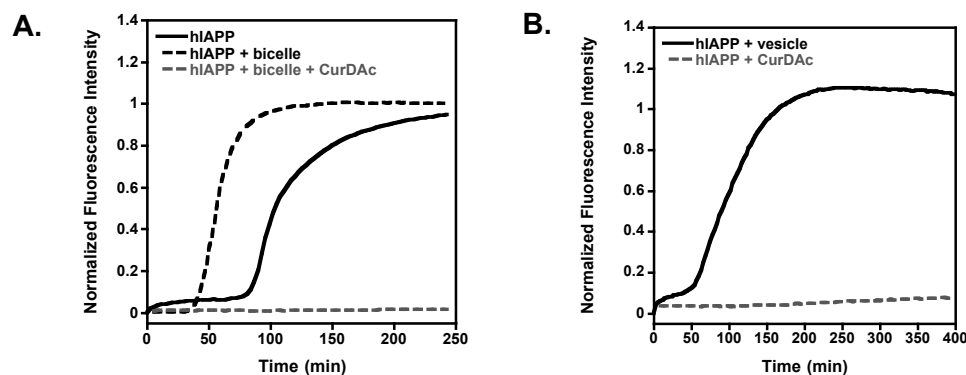 A.
1.4
1.2
1
0.8
0.6
0.4
0.2
0
Normalized Fluorescence Intensity
hIAPP
hIAPP + bicelle
hIAPP + bicelle + CurDAc
0 50 100 150 200 250
Time (min)
B.
1.4
1.2
1
0.8
0.6
0.4
0.2
0
Normalized Fluorescence Intensity
hIAPP + vesicle
hIAPP + CurDAc
0 50 100 150 200 250 300 350 400
Time (min)